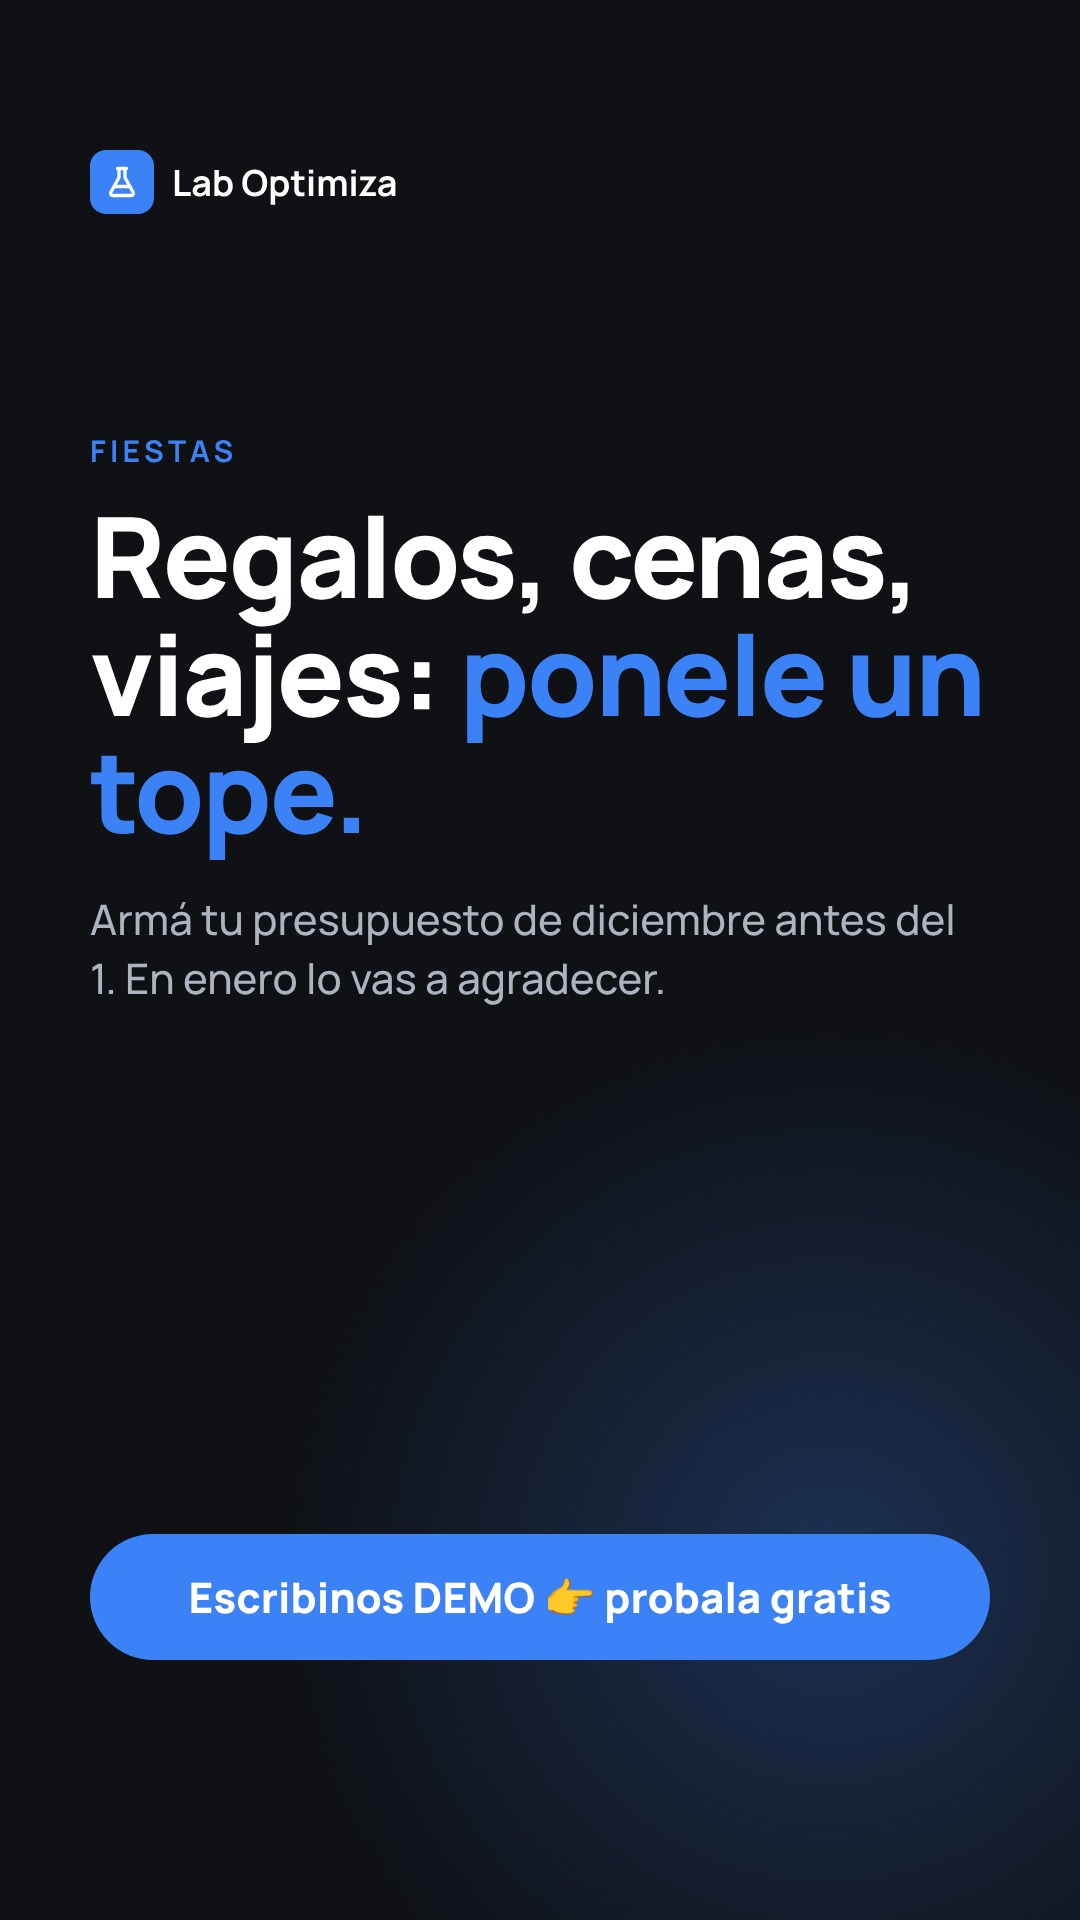 Lab Optimiza
FIESTAS
Regalos, cenas,
viajes: ponele un
tope.
Armá tu presupuesto de diciembre antes del
1. En enero lo vas a agradecer.
Escribinos DEMO 👉 probala gratis